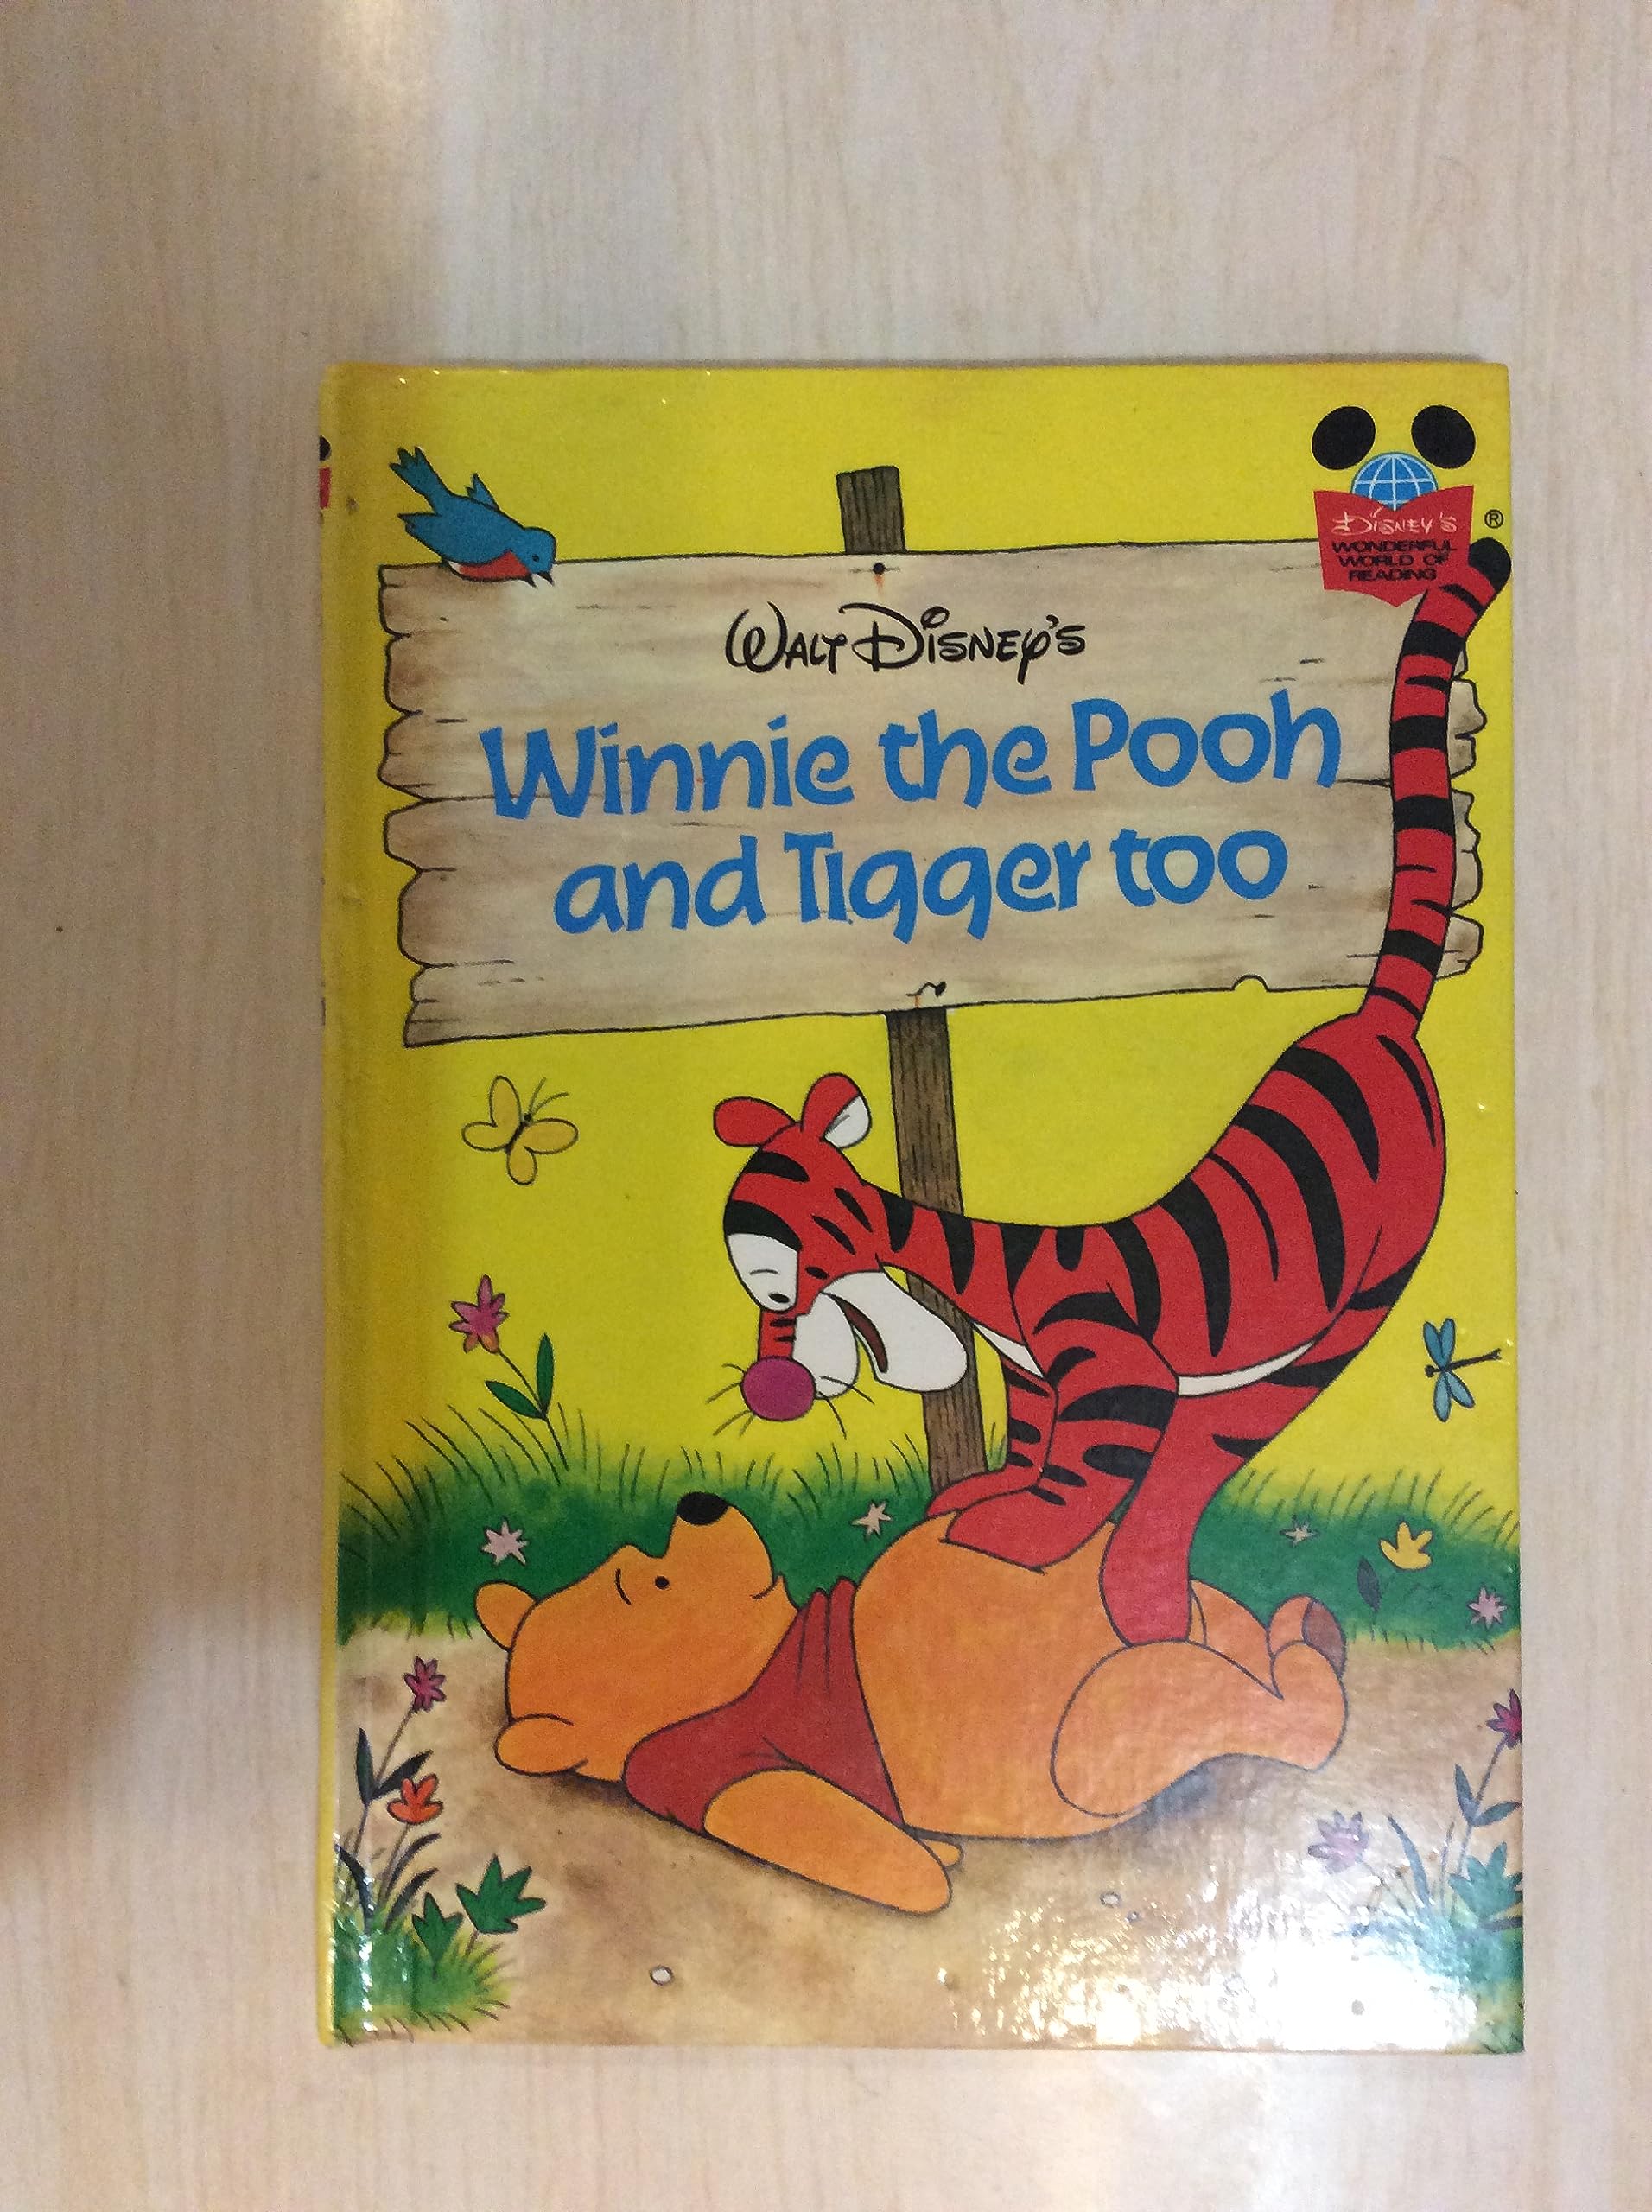 Walt Disney's
Winnie the Pooh
and Tigger too
Disney's
WONDERFUL
WORLD OF
READING
®